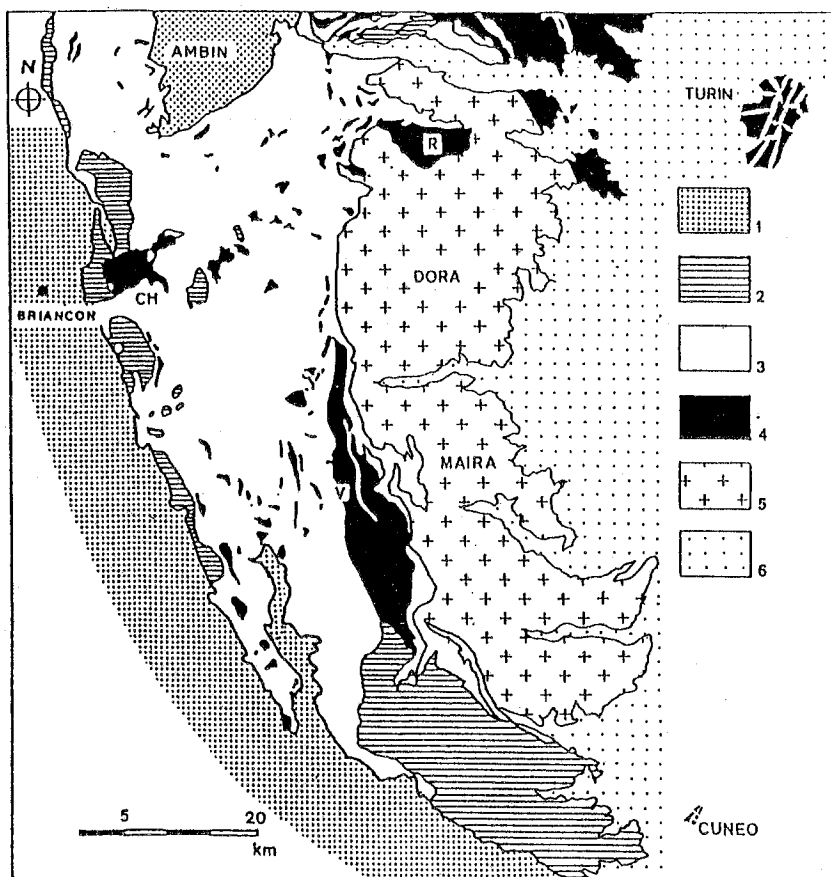 AMBIN
N
TURIN
R
1
DORA
2
CH
BRIANCON
3
4
MAIRA
V
5
6
5 20
km
CUNEO